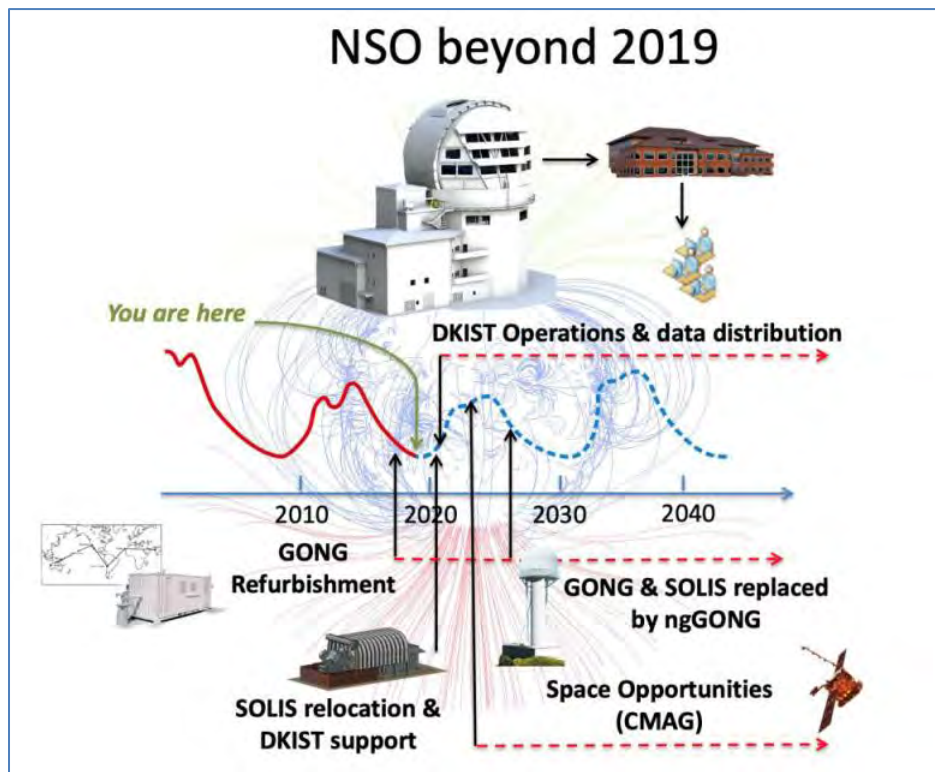 NSO beyond 2019
You are here
DKIST Operations & data distribution
2010
2020
2030
2040
GONG
Refurbishment
GONG & SOLIS replaced
by ngGONG
SOLIS relocation &
DKIST support
Space Opportunities
(CMAG)